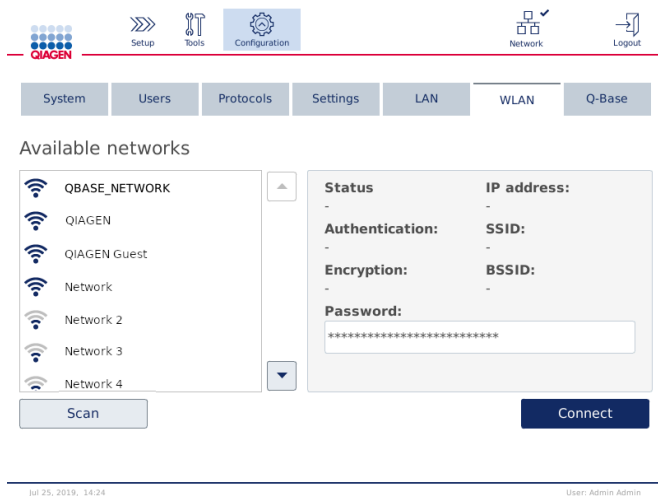 QIAGEN
Setup
Tools
Configuration
Network
Logout
System Users Protocols Settings LAN WLAN Q-Base
Available networks
QBASE_NETWORK
QIAGEN
QIAGEN Guest
Network
Network 2
Network 3
Network 4
Scan
Status IP address:
- -
Authentication: SSID:
- -
Encryption: BSSID:
- -
Password:
**************************
Connect
Jul 25, 2019, 14:24 User: Admin Admin